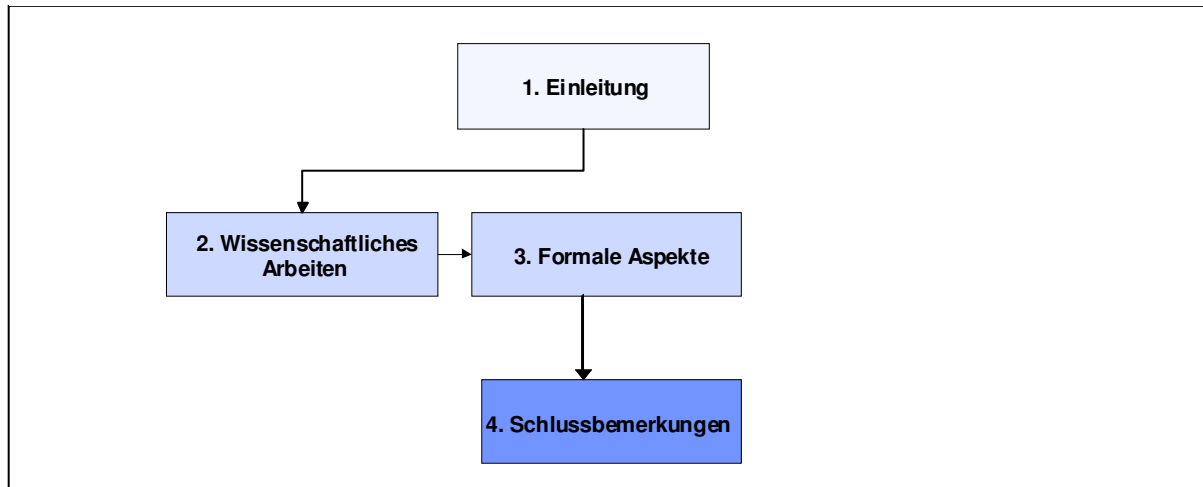 1. Einleitung
2. Wissenschaftliches
Arbeiten
3. Formale Aspekte
4. Schlussbemerkungen